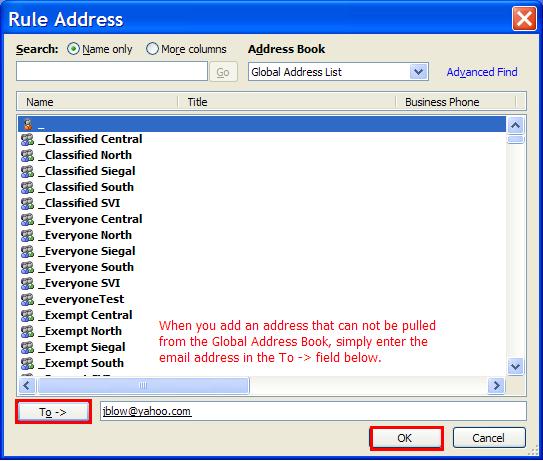 Rule Address
Search: Name only More columns Address Book
Go Global Address List Advanced Find
Name Title Business Phone
_
_Classified Central
_Classified North
_Classified Siegal
_Classified South
_Classified SVI
_Everyone Central
_Everyone North
_Everyone Siegal
_Everyone South
_Everyone SVI
_everyoneTest
_Exempt Central
_Exempt North
_Exempt Siegal
_Exempt South
When you add an address that can not be pulled
from the Global Address Book, simply enter the
email address in the To -> field below.
To -> jblow@yahoo.com
OK Cancel